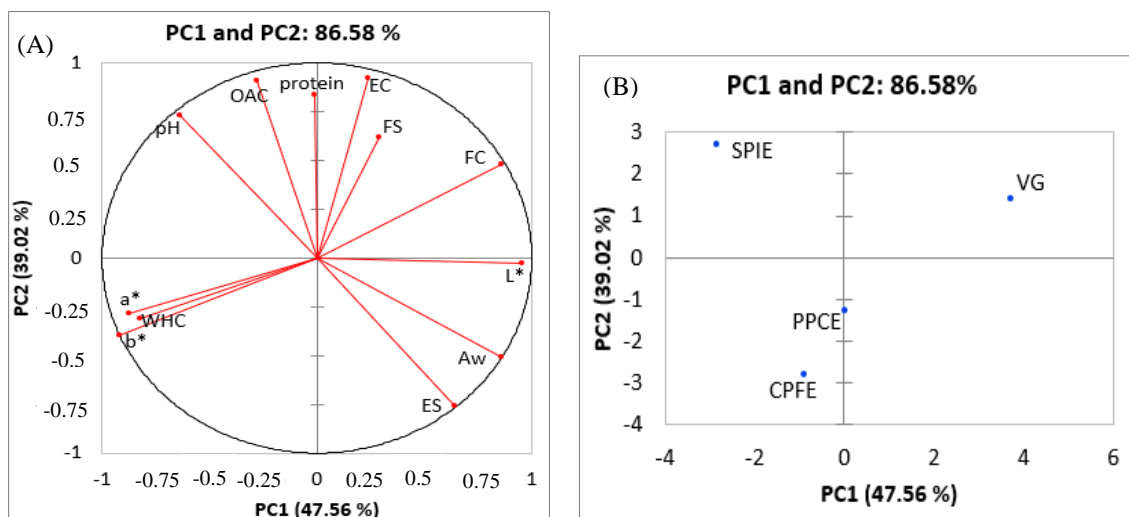 (A)
PC1 and PC2: 86.58 %
PC2 (39.02 %)
1
0.75
0.5
0.25
0
-0.25
-0.5
-0.75
-1
OAC
protein
EC
pH
FS
FC
L*
a*
WHC
b*
Aw
ES
-1
-0.75
-0.5
-0.25
0
0.25
0.5
0.75
1
PC1 (47.56 %)
(B)
PC1 and PC2: 86.58%
PC2 (39.02 %)
3
2
1
0
-1
-2
-3
-4
SPIE
VG
PPCE
CPFE
-4
-2
0
2
4
6
PC1 (47.56 %)